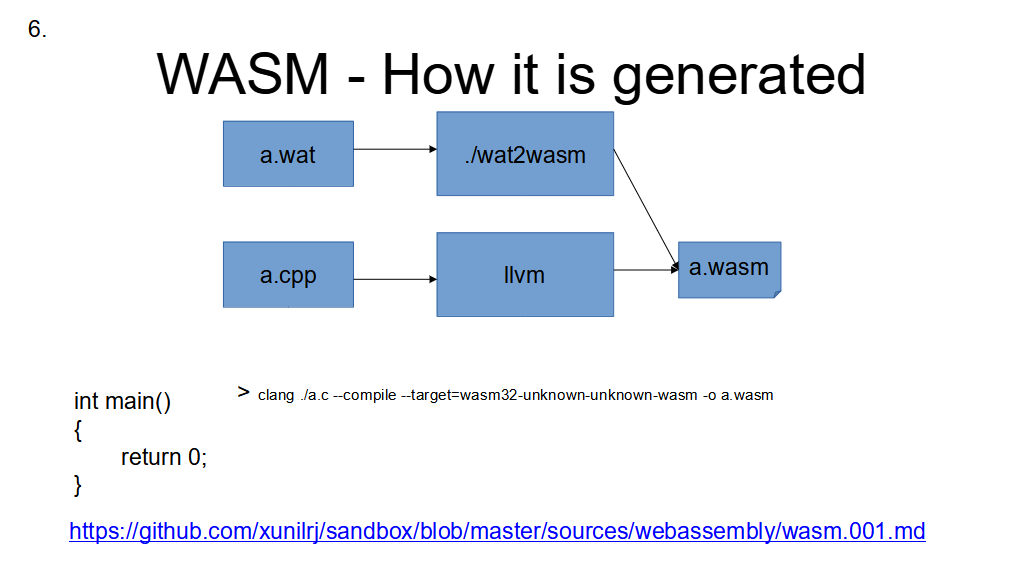 6.
WASM - How it is generated
a.wat
./wat2wasm
a.cpp
llvm
a.wasm
int main()
{
return 0;
}
> clang ./a.c --compile --target=wasm32-unknown-unknown-wasm -o a.wasm
https://github.com/xunilrj/sandbox/blob/master/sources/webassembly/wasm.001.md